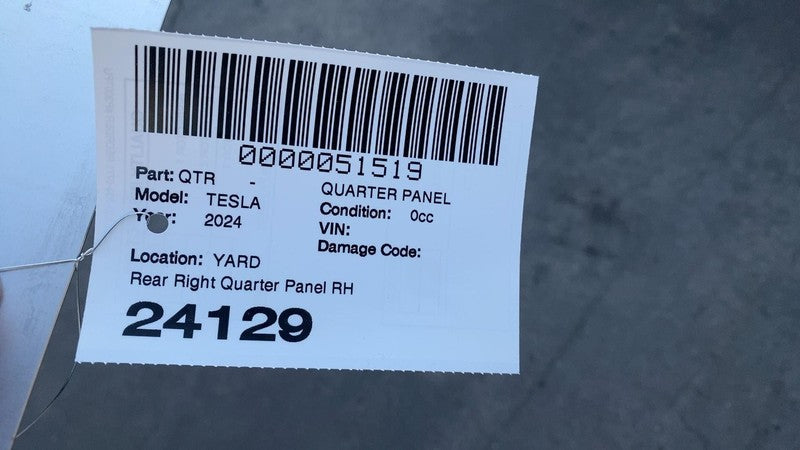 0000051519
Part: QTR - QUARTER PANEL
Model: TESLA Condition: 0cc
Year: 2024 VIN:
Damage Code:
Location: YARD
Rear Right Quarter Panel RH
24129